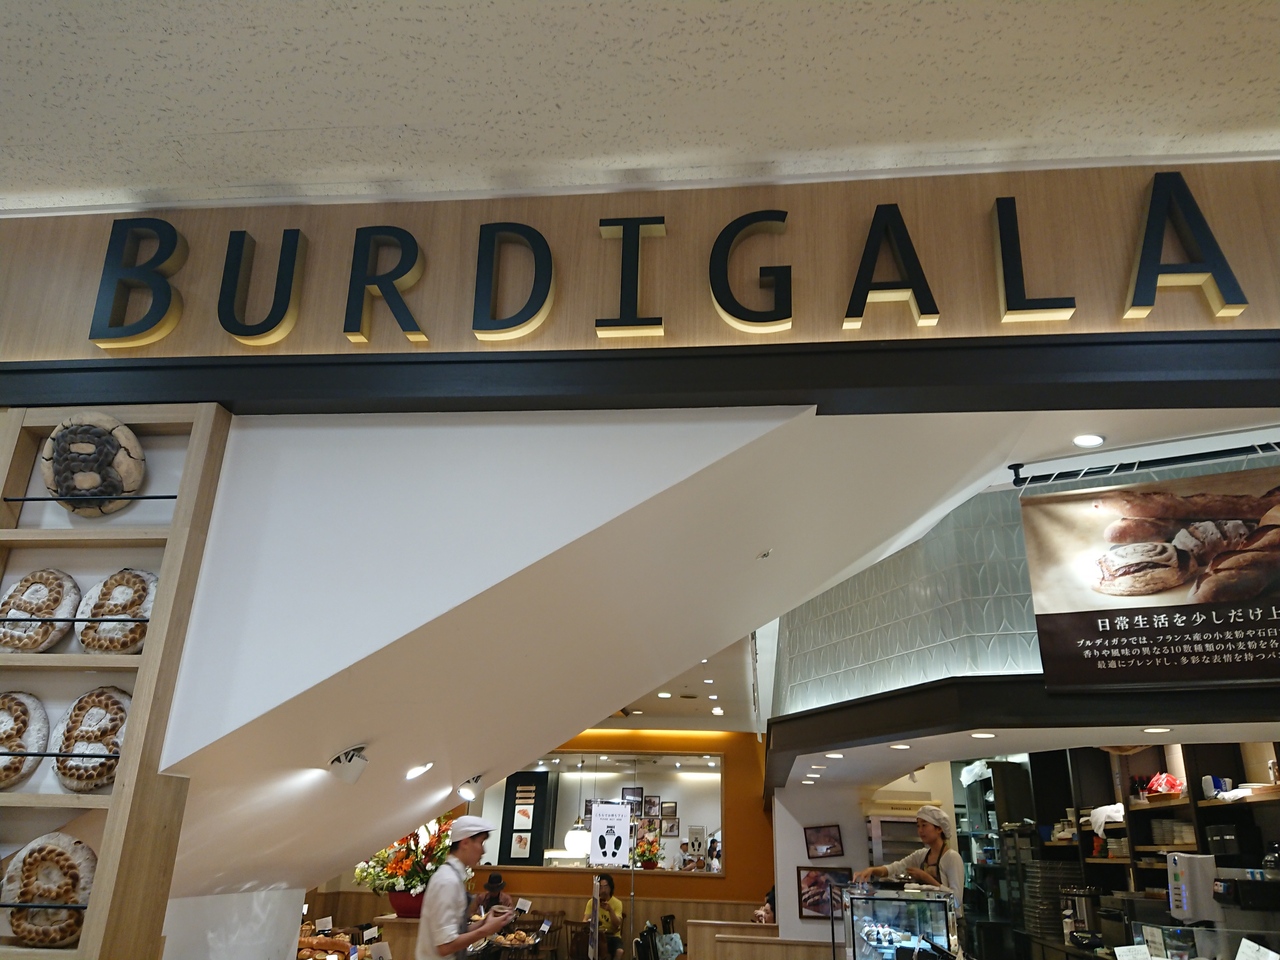 BURDIGALA
B
B B
B B
B
日常生活を少しだけ上
ブルディガラでは、フランス産の小麦粉や石臼
香りや風味の異なる10数種類の小麦粉を各
最適にブレンドし、多彩な表情を持つパ